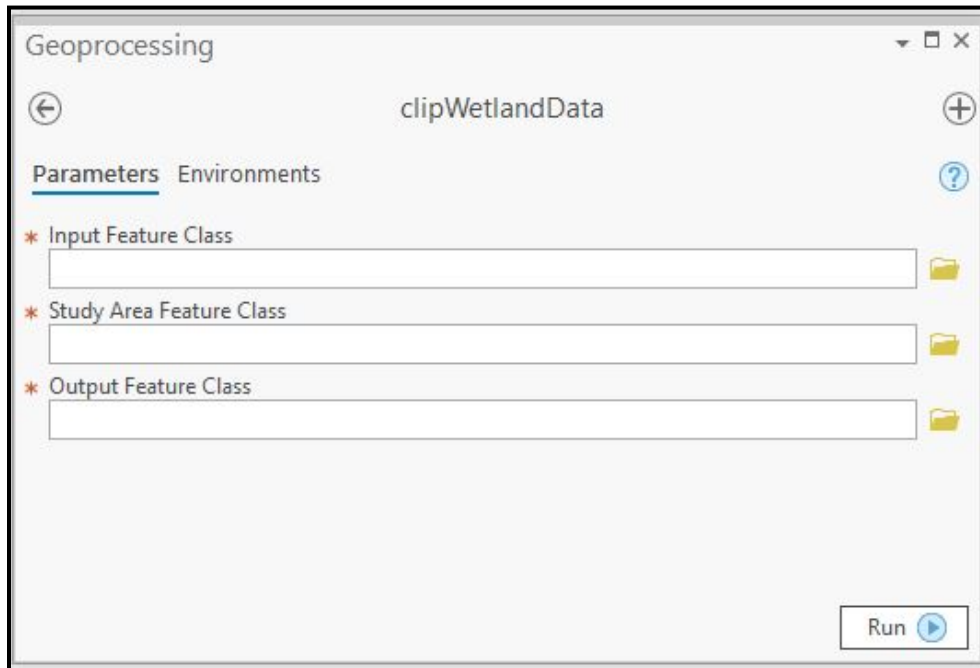 Geoprocessing
clipWetlandData
Parameters Environments
?
* Input Feature Class
* Study Area Feature Class
* Output Feature Class
Run